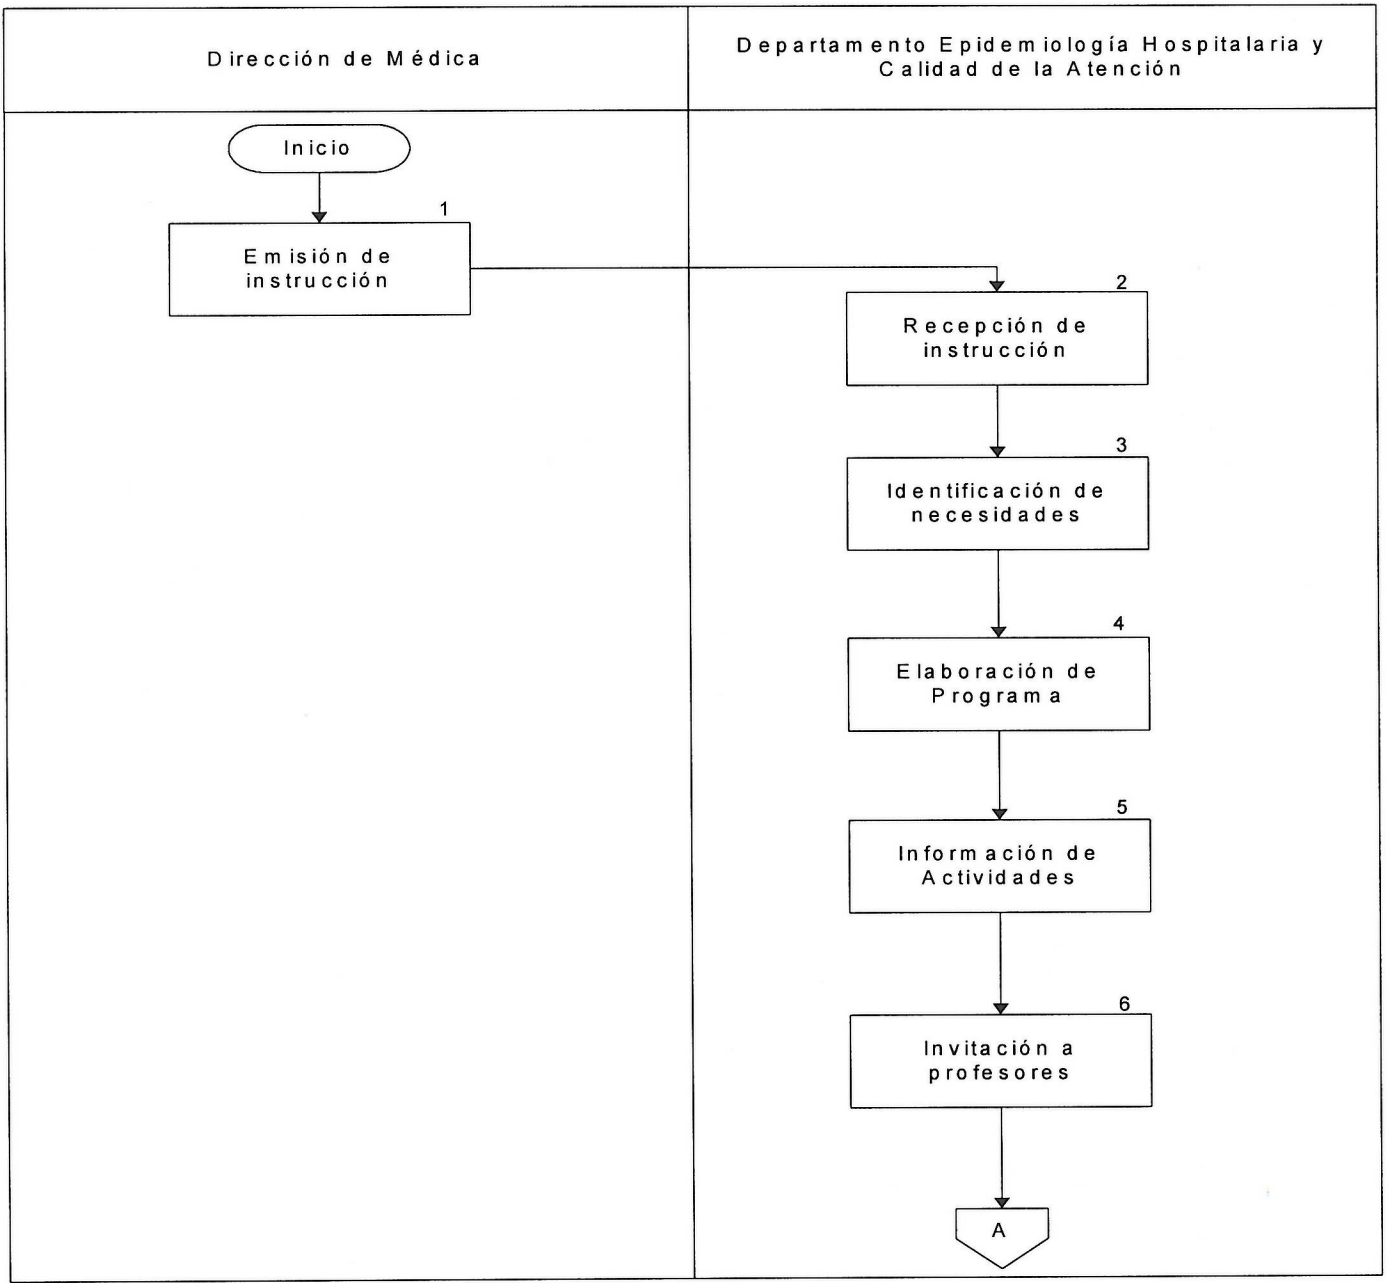 Dirección de Médica
Departamento Epidemiología Hospitalaria y
Calidad de la Atención
Inicio
1
Emisión de
instrucción
2
Recepción de
instrucción
3
Identificación de
necesidades
4
Elaboración de
Programa
5
Información de
Actividades
6
Invitación a
profesores
A